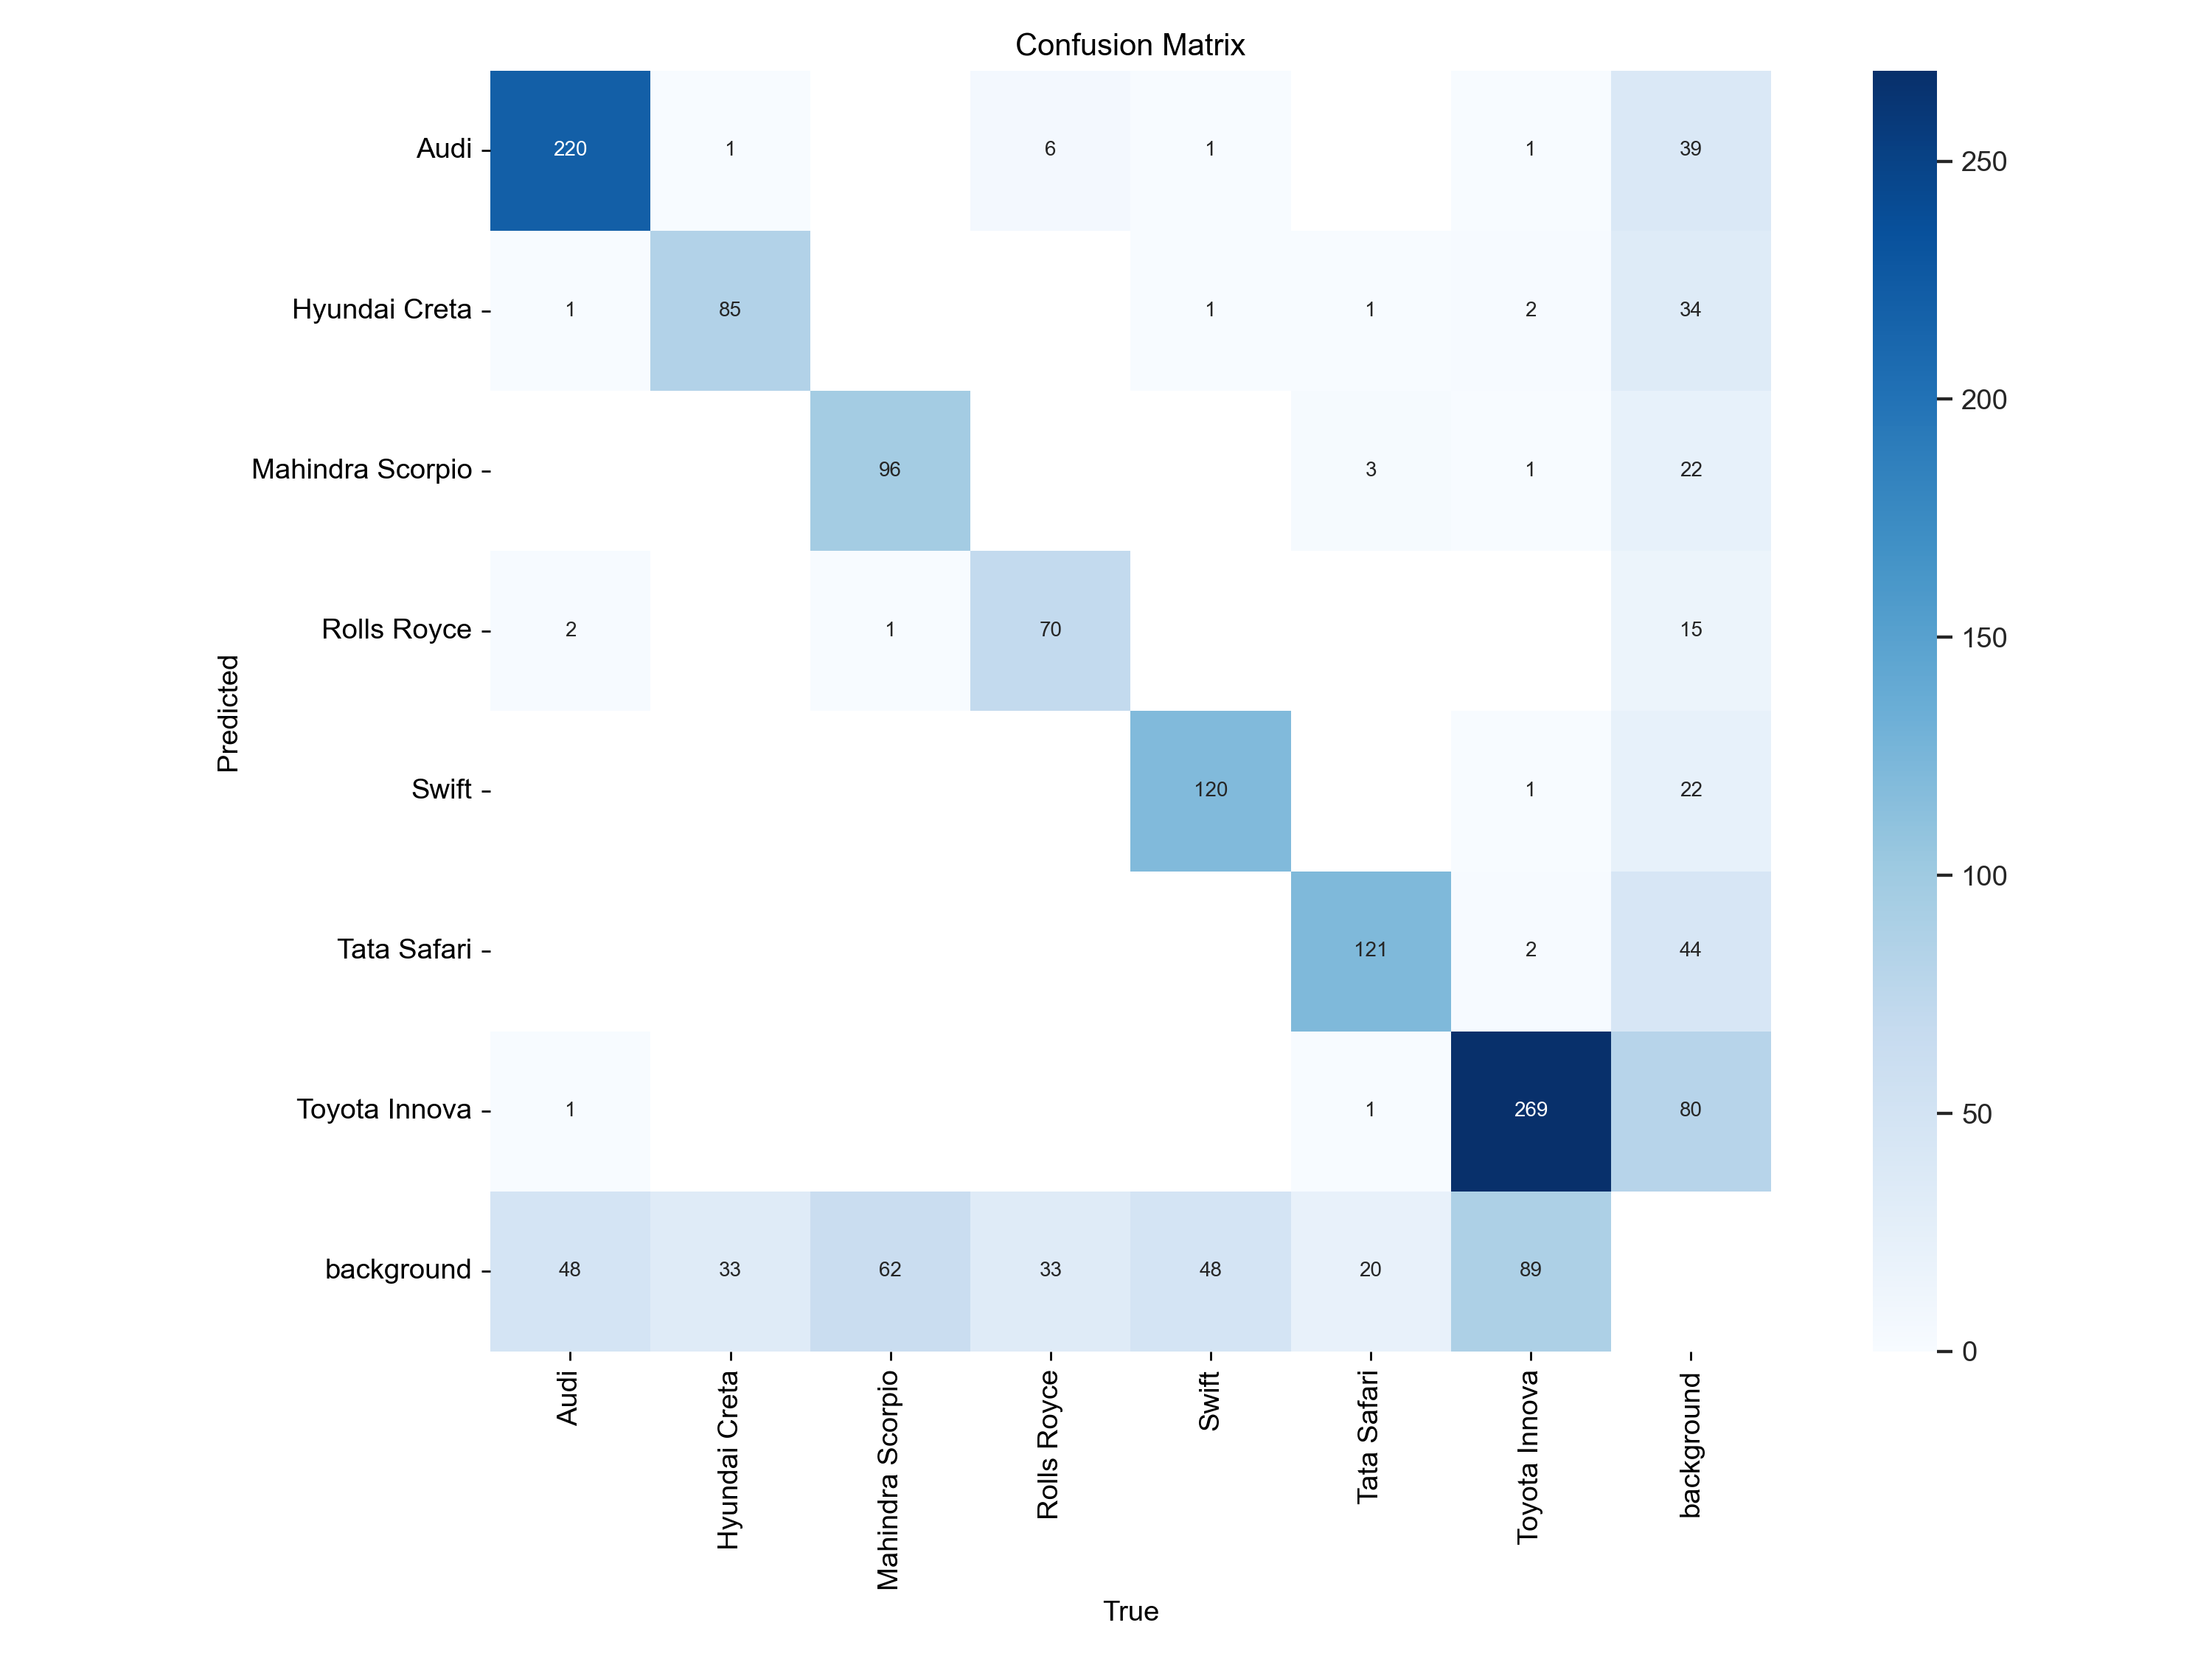 Confusion Matrix
Audi 220 1 6 1 1 39 250
Hyundai Creta 1 85 1 1 2 34 200
Mahindra Scorpio 96 3 1 22
Rolls Royce 2 1 70 15 150
Predicted
Swift 120 1 22 100
Tata Safari 121 2 44
Toyota Innova 1 1 269 80 50
background 48 33 62 33 48 20 89
0
Audi
Hyundai Creta
Mahindra Scorpio
Rolls Royce
Swift
Tata Safari
Toyota Innova
background
True